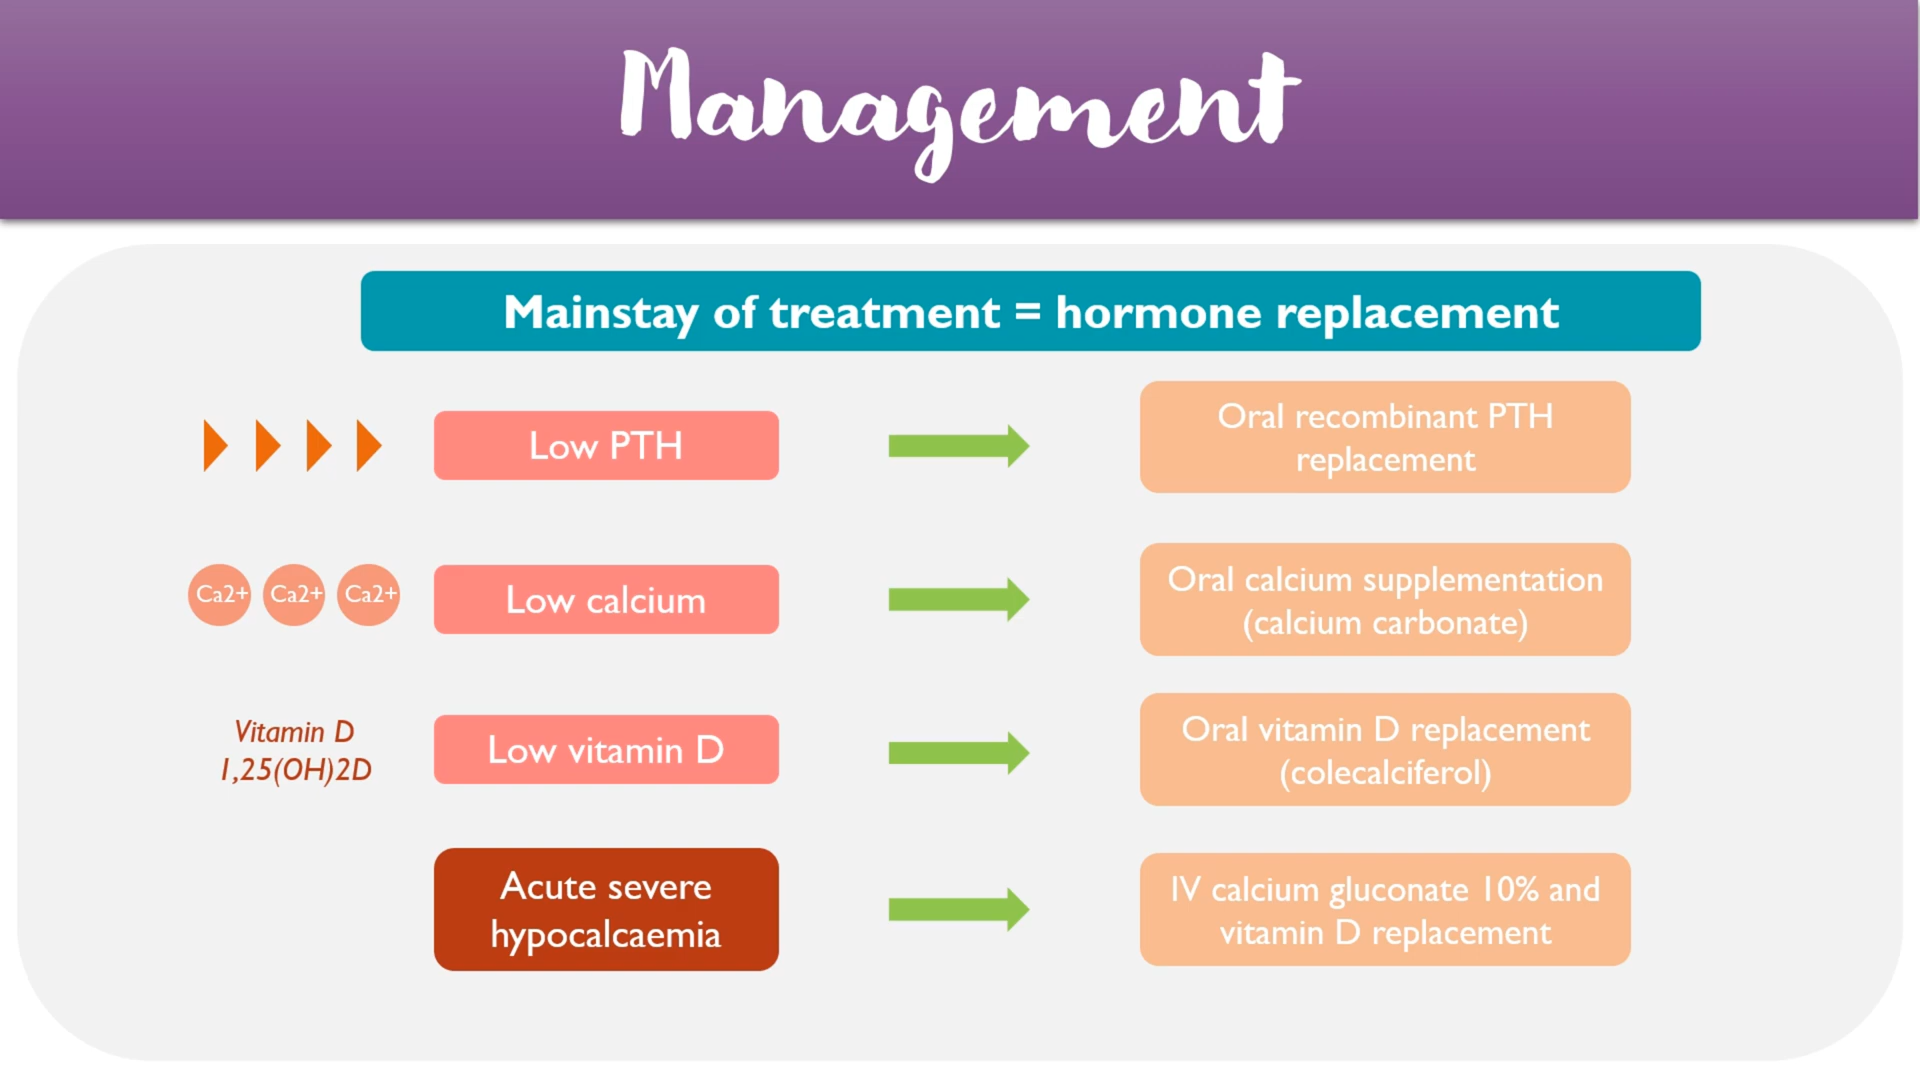 Management
Mainstay of treatment = hormone replacement
Low PTH
Oral recombinant PTH
replacement
Ca2+ Ca2+ Ca2+
Low calcium
Oral calcium supplementation
(calcium carbonate)
Vitamin D
1,25(OH)2D
Low vitamin D
Oral vitamin D replacement
(colecalciferol)
Acute severe
hypocalcaemia
IV calcium gluconate 10% and
vitamin D replacement